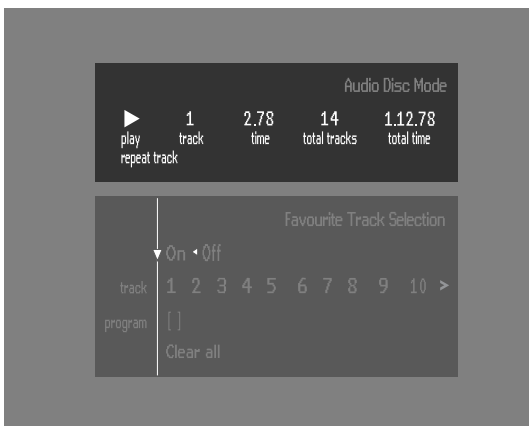 Audio Disc Mode
1 2.78 14 1.12.78
play track time total tracks total time
repeat track
Favourite Track Selection
On Off
track 1 2 3 4 5 6 7 8 9 10 >
program [ ]
Clear all